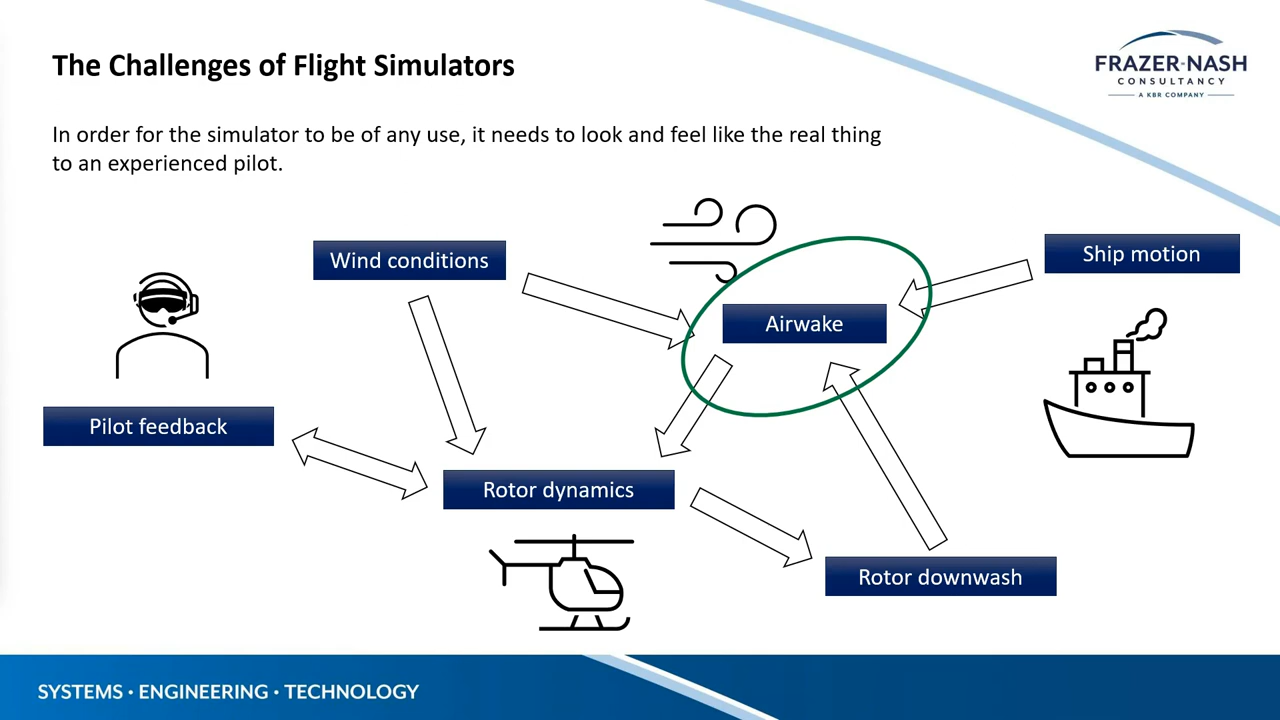 The Challenges of Flight Simulators
FRAZER-NASH
CONSULTANCY
A KBR COMPANY
In order for the simulator to be of any use, it needs to look and feel like the real thing
to an experienced pilot.
Wind conditions
Ship motion
Airwake
Pilot feedback
Rotor dynamics
Rotor downwash
SYSTEMS • ENGINEERING • TECHNOLOGY